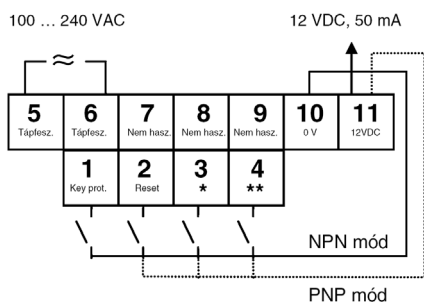 100 ... 240 VAC 12 VDC, 50 mA
≈
5 6 7 8 9 10 11
Tápfesz. Tápfesz. Nem hasz. Nem hasz. Nem hasz. 0 V 12VDC
1 2 3 4
Key prot. Reset * **
NPN mód
PNP mód